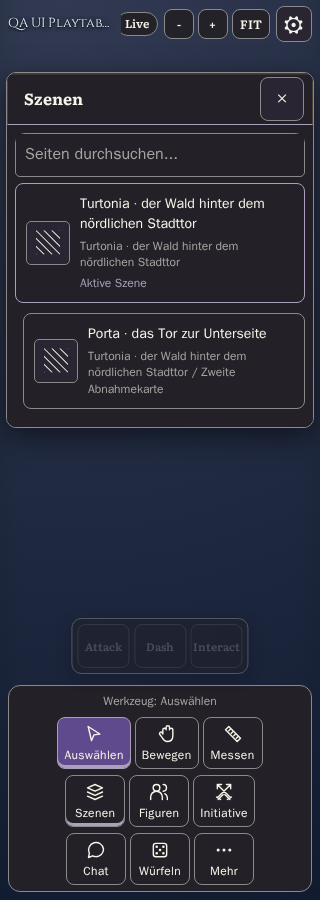 QA UI Playtab...
Live
-
+
FIT
Szenen
×
Seiten durchsuchen...
Turtonia · der Wald hinter dem
nördlichen Stadttor
Turtonia · der Wald hinter dem
nördlichen Stadttor
Aktive Szene
Porta · das Tor zur Unterseite
Turtonia · der Wald hinter dem
nördlichen Stadttor / Zweite
Abnahmekarte
Attack Dash Interact
Werkzeug: Auswählen
Auswählen Bewegen Messen
Szenen Figuren Initiative
Chat Würfeln Mehr